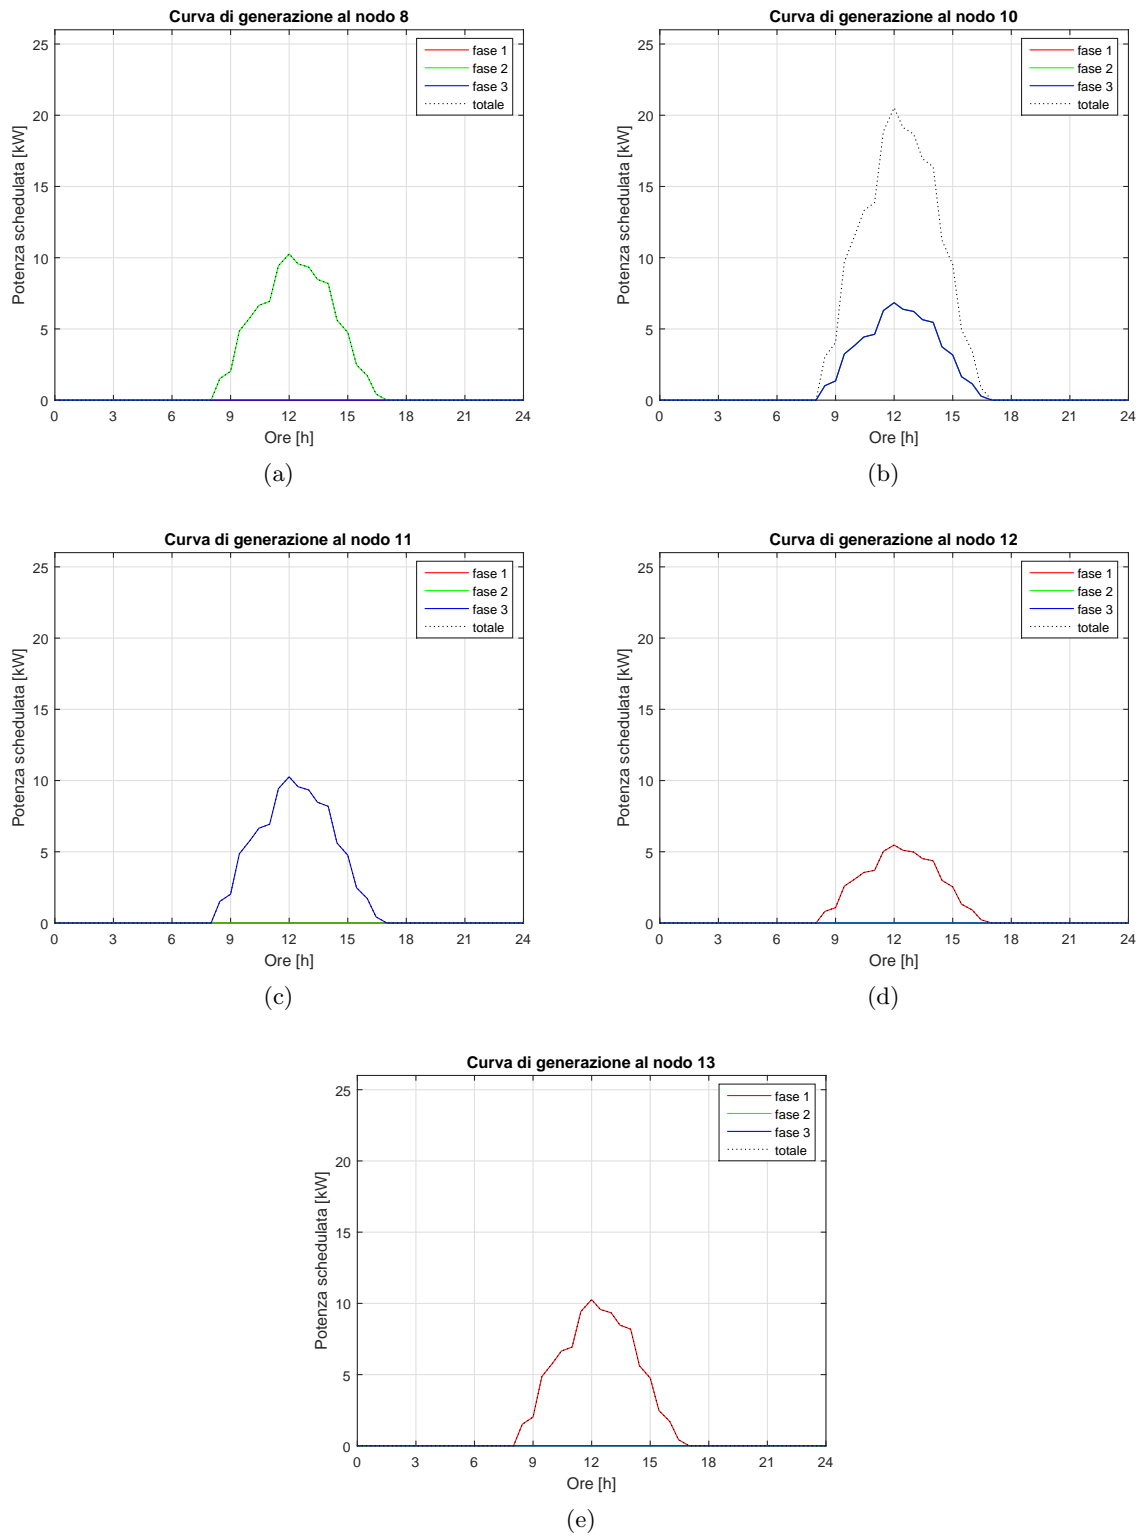 Curva di generazione al nodo 8
Potenza schedulata [kW]
25
20
15
10
5
0
fase 1
fase 2
fase 3
totale
0 3 6 9 12 15 18 21 24
Ore [h]
(a)
Curva di generazione al nodo 10
Potenza schedulata [kW]
25
20
15
10
5
0
fase 1
fase 2
fase 3
totale
0 3 6 9 12 15 18 21 24
Ore [h]
(b)
Curva di generazione al nodo 11
Potenza schedulata [kW]
25
20
15
10
5
0
fase 1
fase 2
fase 3
totale
0 3 6 9 12 15 18 21 24
Ore [h]
(c)
Curva di generazione al nodo 12
Potenza schedulata [kW]
25
20
15
10
5
0
fase 1
fase 2
fase 3
totale
0 3 6 9 12 15 18 21 24
Ore [h]
(d)
Curva di generazione al nodo 13
Potenza schedulata [kW]
25
20
15
10
5
0
fase 1
fase 2
fase 3
totale
0 3 6 9 12 15 18 21 24
Ore [h]
(e)